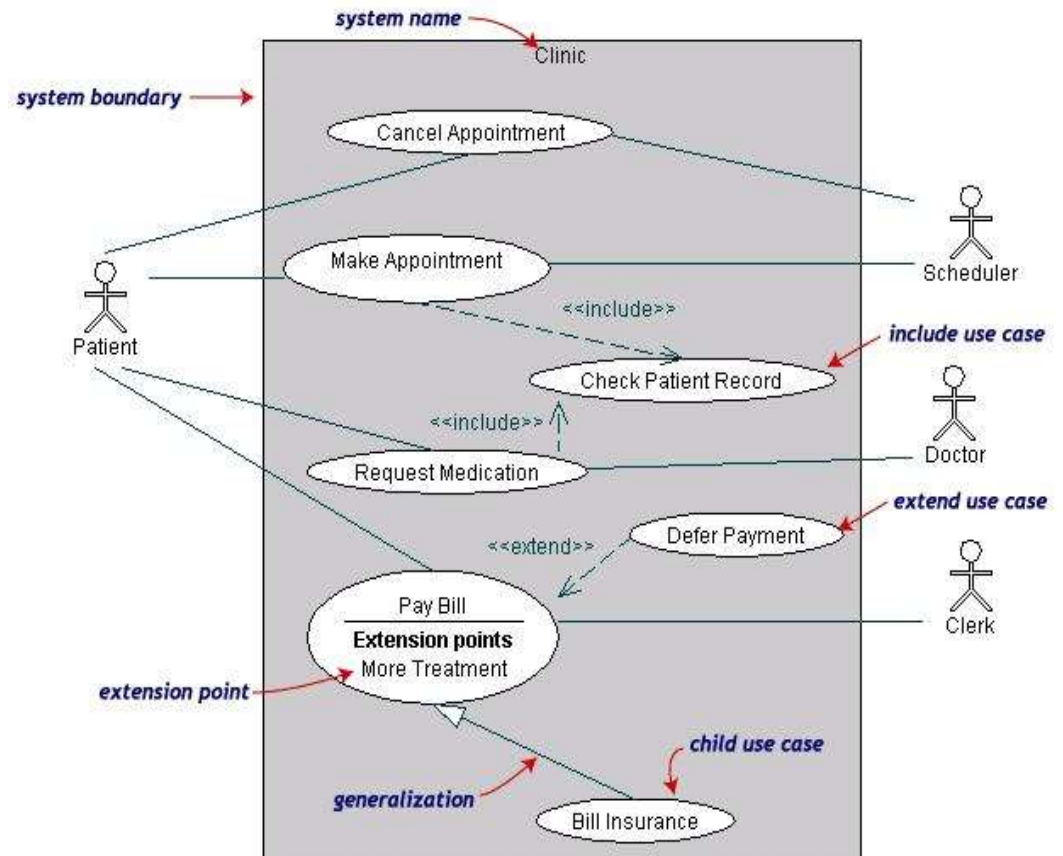 system name
Clinic
system boundary
Cancel Appointment
Make Appointment
Scheduler
Patient
<<include>>
include use case
Check Patient Record
<<include>>
Request Medication
Doctor
extend use case
Defer Payment
<<extend>>
Pay Bill
Extension points
More Treatment
Clerk
extension point
child use case
generalization
Bill Insurance